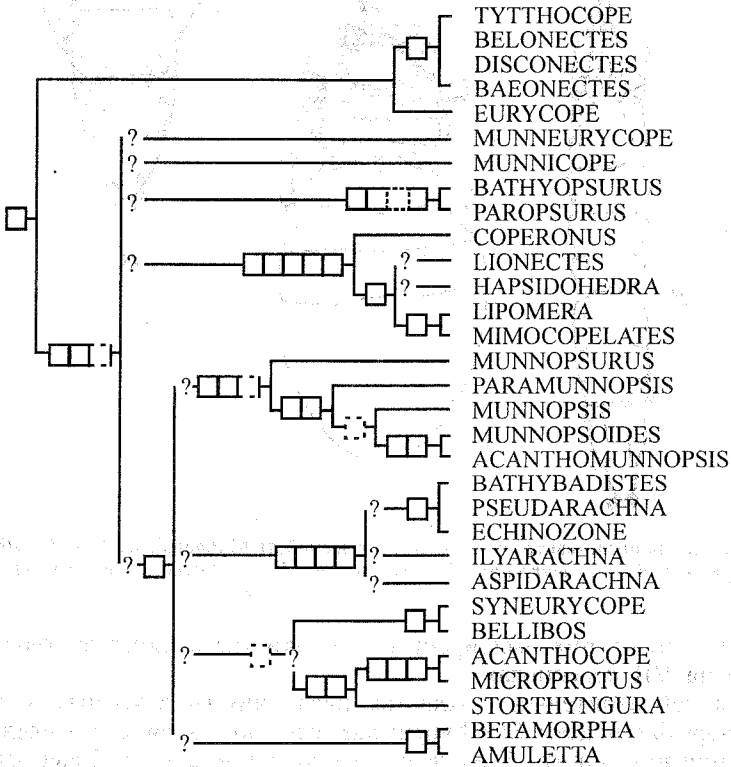 TYTTHOCOPE
BELONECTES
DISCONECTES
BAEONECTES
EURYCOPE
? MUNNEURYCOPE
? MUNNICOPE
BATHYOPSURUS
?
PAROPSURUS
COPERONUS
? ? LIONECTES
? HAPSIDOHEDRA
LIPOMERA
MIMOCOPELATES
MUNNOPSURUS
? PARAMUNNOPSIS
MUNNOPSIS
MUNNOPSOIDES
ACANTHOMUNNOPSIS
BATHYBADISTES
? PSEUDARACHNA
ECHINOZONE
? ? ? ILYARACHNA
? ASPIDARACHNA
SYNEURYCOPE
BELLIBOS
? ? ACANTHOCOPE
MICROPROTUS
STORTHYNGURA
BETAMORPHA
?
AMULETTA